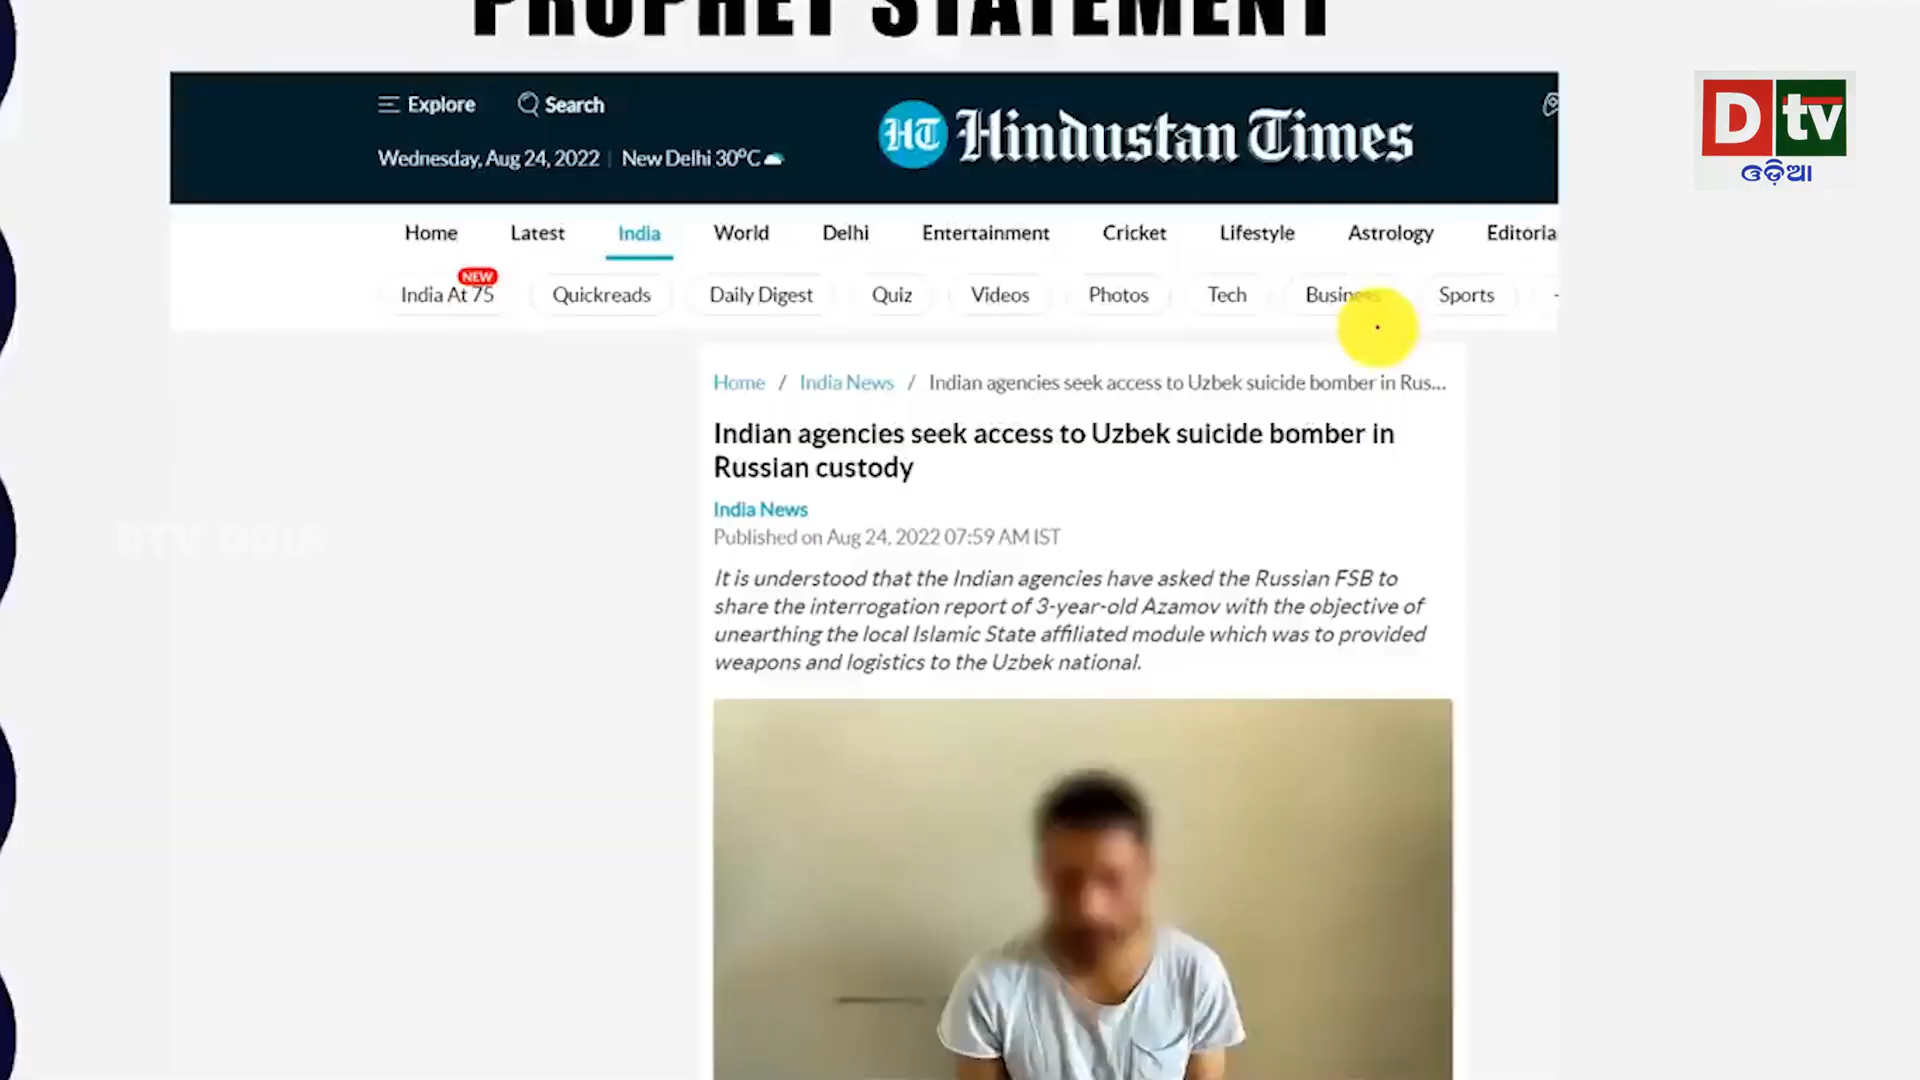 PROPHET STATEMENT
Explore
Search
HT Hindustan Times
D tv
ଓଡ଼ିଆ
Wednesday, Aug 24, 2022 | New Delhi 30°C
Home Latest India World Delhi Entertainment Cricket Lifestyle Astrology Editoria
NEW
India At 75 Quickreads Daily Digest Quiz Videos Photos Tech Business Sports
Home / India News / Indian agencies seek access to Uzbek suicide bomber in Rus...
Indian agencies seek access to Uzbek suicide bomber in
Russian custody
India News
Published on Aug 24, 2022 07:59 AM IST
DTV ODIA
It is understood that the Indian agencies have asked the Russian FSB to
share the interrogation report of 3-year-old Azamov with the objective of
unearthing the local Islamic State affiliated module which was to provided
weapons and logistics to the Uzbek national.